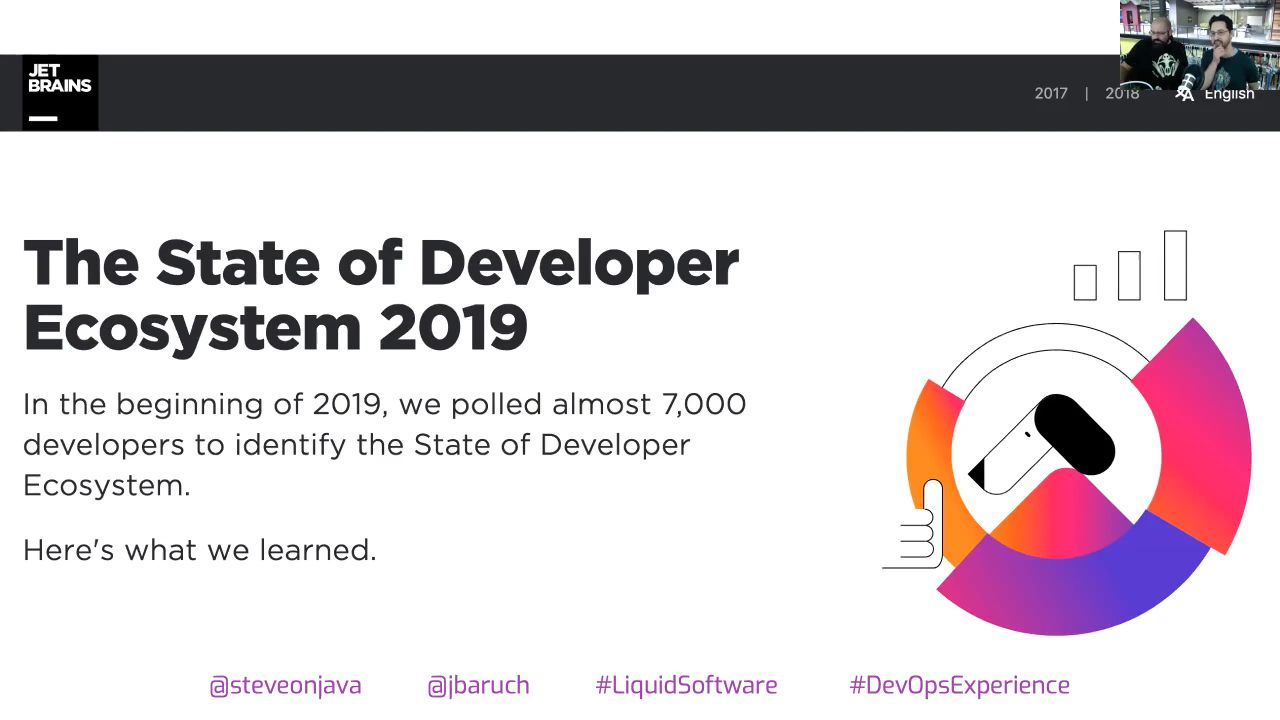 JET
BRAINS
2017 | 2018 English
The State of Developer
Ecosystem 2019
In the beginning of 2019, we polled almost 7,000
developers to identify the State of Developer
Ecosystem.
Here's what we learned.
@steveonjava @jbaruch #LiquidSoftware #DevOpsExperience